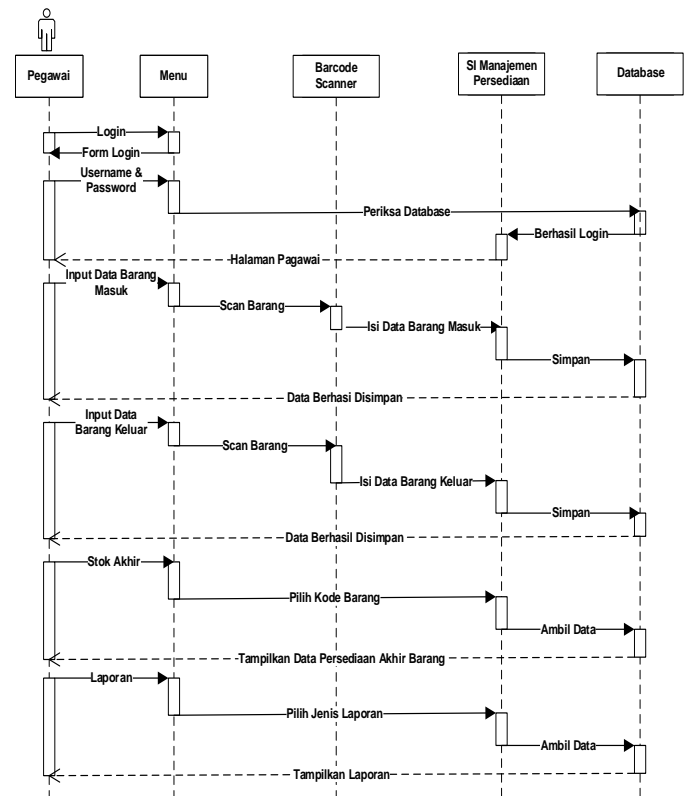 Pegawai
Menu
Barcode
Scanner
SI Manajemen
Persediaan
Database
Login
Form Login
Username &
Password
Periksa Database
Berhasil Login
Halaman Pagawai
Input Data Barang
Masuk
Scan Barang
Isi Data Barang Masuk
Simpan
Data Berhasi Disimpan
Input Data
Barang Keluar
Scan Barang
Isi Data Barang Keluar
Simpan
Data Berhasil Disimpan
Stok Akhir
Pilih Kode Barang
Ambil Data
Tampilkan Data Persediaan Akhir Barang
Laporan
Pilih Jenis Laporan
Ambil Data
Tampilkan Laporan